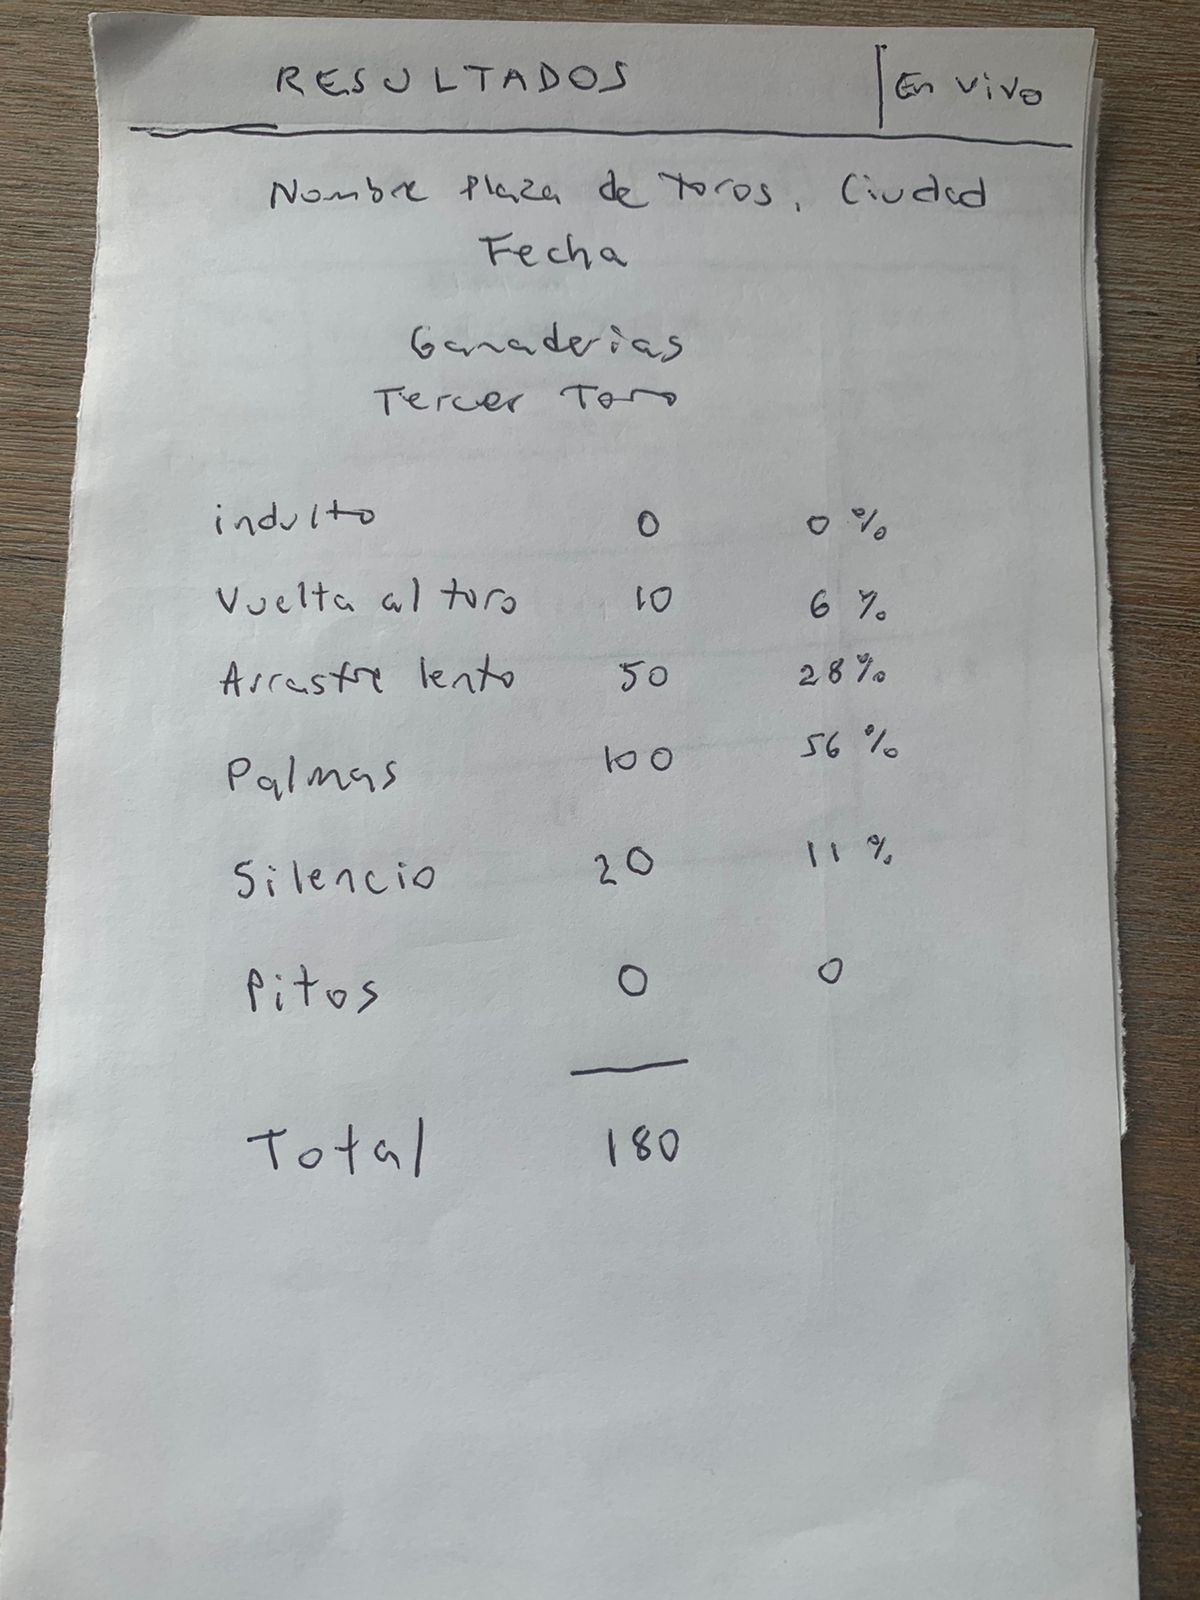 RESULTADOS | En vivo
Nombre Plaza de Toros, Ciudad
Fecha
Ganaderias
Tercer Toro
indulto 0 0 %
Vuelta al toro 10 6 %
Arrastre lento 50 28%
Palmas 100 56 %
Silencio 20 11 %
Pitos 0 0
Total 180